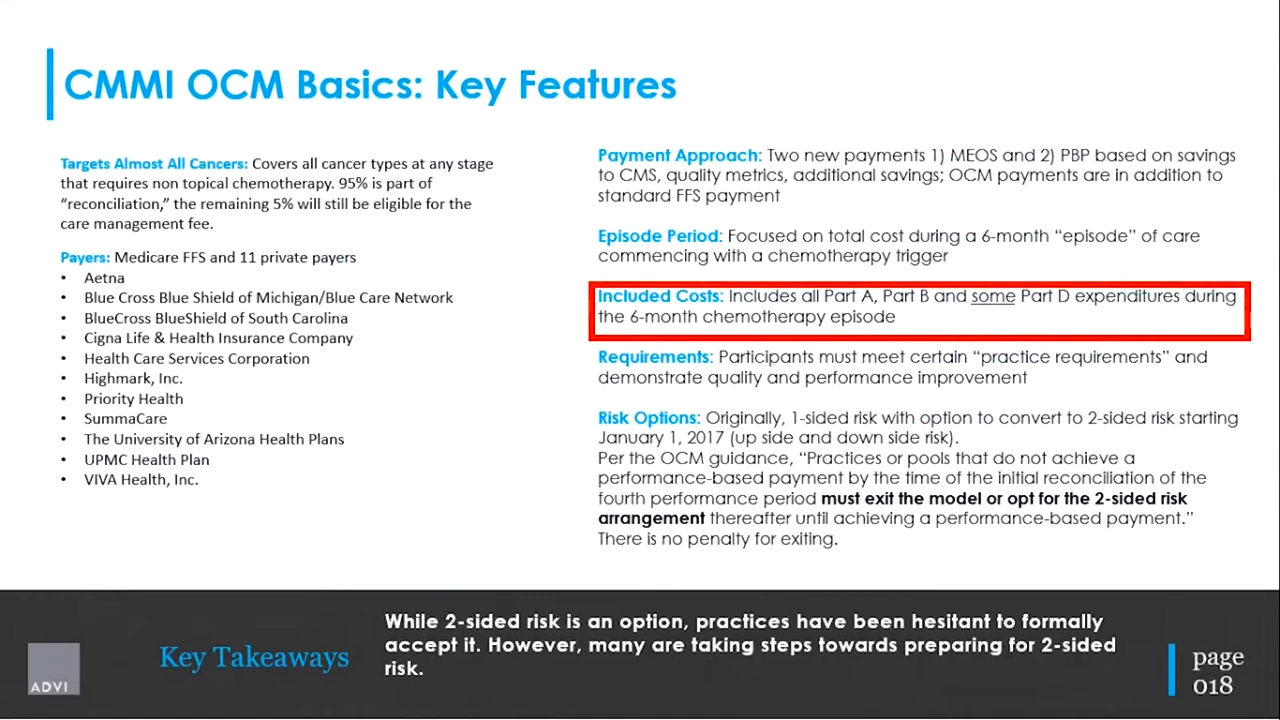 CMMI OCM Basics: Key Features
Targets Almost All Cancers: Covers all cancer types at any stage
that requires non topical chemotherapy. 95% is part of
“reconciliation,” the remaining 5% will still be eligible for the
care management fee.
Payers: Medicare FFS and 11 private payers
• Aetna
• Blue Cross Blue Shield of Michigan/Blue Care Network
• BlueCross BlueShield of South Carolina
• Cigna Life & Health Insurance Company
• Health Care Services Corporation
• Highmark, Inc.
• Priority Health
• SummaCare
• The University of Arizona Health Plans
• UPMC Health Plan
• VIVA Health, Inc.
Payment Approach: Two new payments 1) MEOS and 2) PBP based on savings
to CMS, quality metrics, additional savings; OCM payments are in addition to
standard FFS payment
Episode Period: Focused on total cost during a 6-month “episode” of care
commencing with a chemotherapy trigger
Included Costs: Includes all Part A, Part B and some Part D expenditures during
the 6-month chemotherapy episode
Requirements: Participants must meet certain “practice requirements” and
demonstrate quality and performance improvement
Risk Options: Originally, 1-sided risk with option to convert to 2-sided risk starting
January 1, 2017 (up side and down side risk).
Per the OCM guidance, “Practices or pools that do not achieve a
performance-based payment by the time of the initial reconciliation of the
fourth performance period must exit the model or opt for the 2-sided risk
arrangement thereafter until achieving a performance-based payment.”
There is no penalty for exiting.
ADVI
Key Takeaways
While 2-sided risk is an option, practices have been hesitant to formally
accept it. However, many are taking steps towards preparing for 2-sided
risk.
page
018